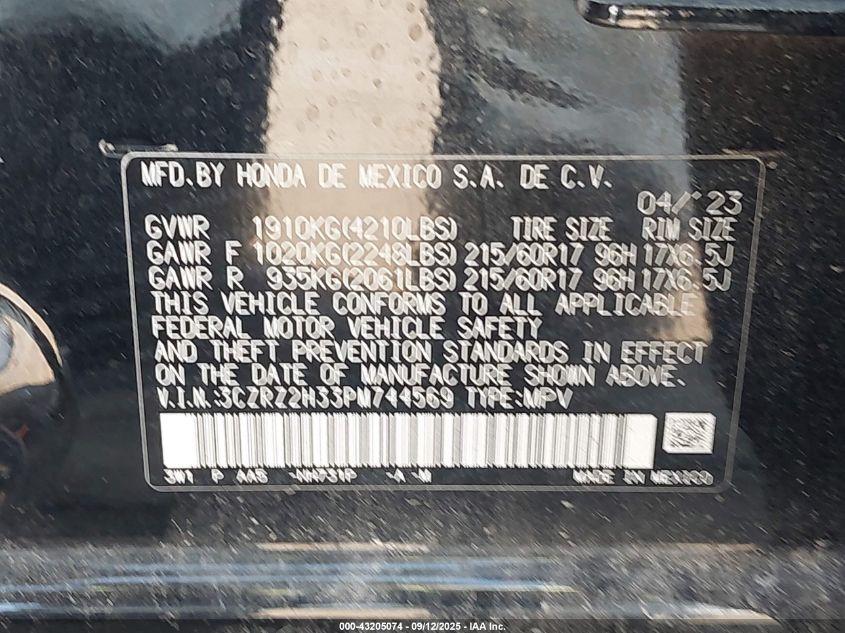 MFD.BY HONDA DE MEXICO S.A. DE C.V.
04/'23
GVWR 1910KG(4210LBS) TIRE SIZE RIM SIZE
GAWR F 1020KG(2248LBS) 215/60R17 96H 17X6.5J
GAWR R 935KG(2061LBS) 215/60R17 96H 17X6.5J
THIS VEHICLE CONFORMS TO ALL APPLICABLE
FEDERAL MOTOR VEHICLE SAFETY
AND THEFT PREVENTION STANDARDS IN EFFECT
ON THE DATE OF MANUFACTURE SHOWN ABOVE.
V.I.N.:3CZRZ2H33PM744569 TYPE:MPV
3W1 P AAB -NH731P -A -M MADE IN MEXICO
000-43205074 - 09/12/2025 - IAA Inc.